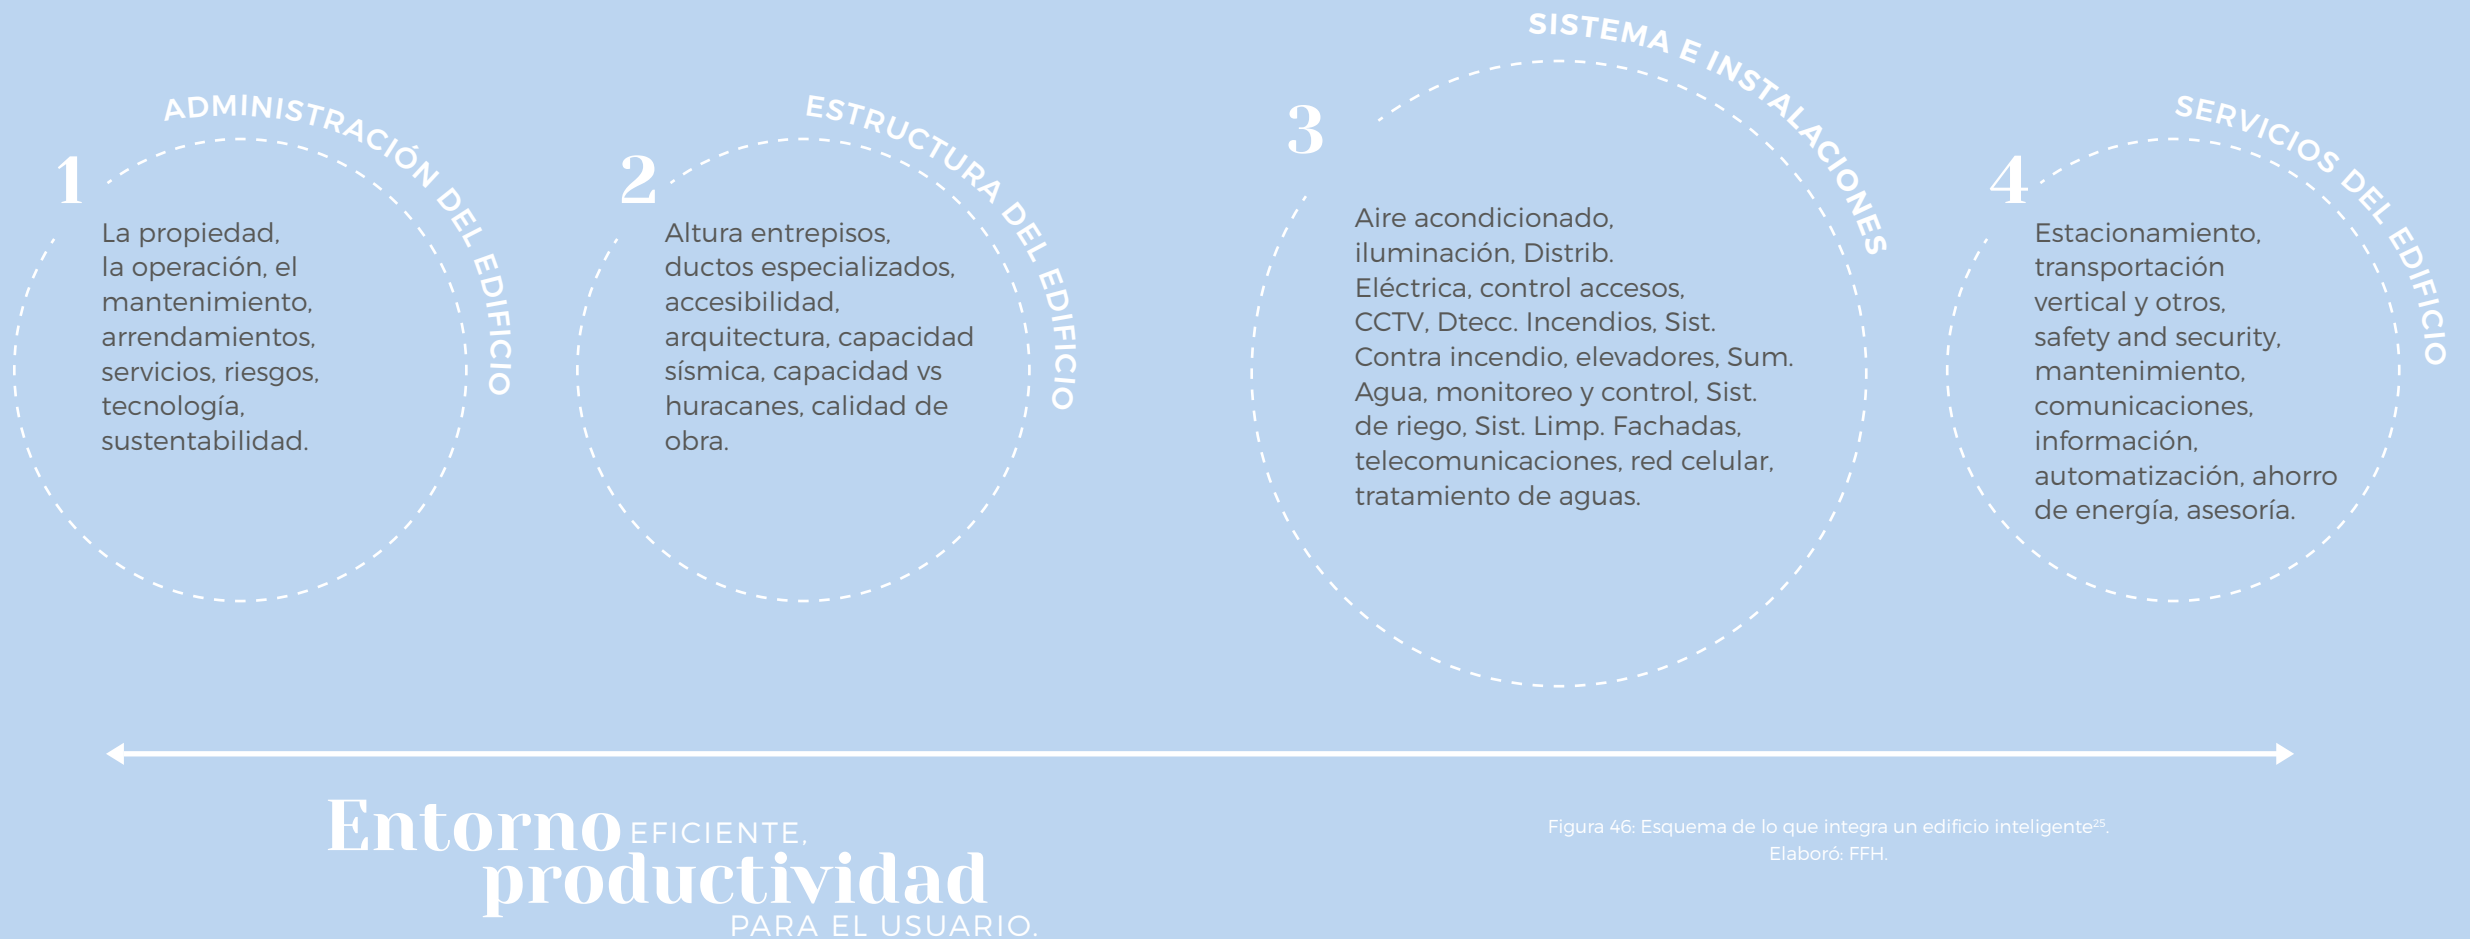 ADMINISTRACIÓN DEL EDIFICIO
1
La propiedad,
la operación, el
mantenimiento,
arrendamientos,
servicios, riesgos,
tecnología,
sustentabilidad.
ESTRUCTURA DEL EDIFICIO
2
Altura entrepisos,
ductos especializados,
accesibilidad,
arquitectura, capacidad
sísmica, capacidad vs
huracanes, calidad de
obra.
SISTEMA E INSTALACIONES
3
Aire acondicionado,
iluminación, Distrib.
Eléctrica, control accesos,
CCTV, Dtecc. Incendios, Sist.
Contra incendio, elevadores, Sum.
Agua, monitoreo y control, Sist.
de riego, Sist. Limp. Fachadas,
telecomunicaciones, red celular,
tratamiento de aguas.
SERVICIOS DEL EDIFICIO
4
Estacionamiento,
transportación
vertical y otros,
safety and security,
mantenimiento,
comunicaciones,
información,
automatización, ahorro
de energía, asesoría.
Entorno EFICIENTE,
productividad
PARA EL USUARIO.
Figura 46: Esquema de lo que integra un edificio inteligente²⁵.
Elaboró: FFH.